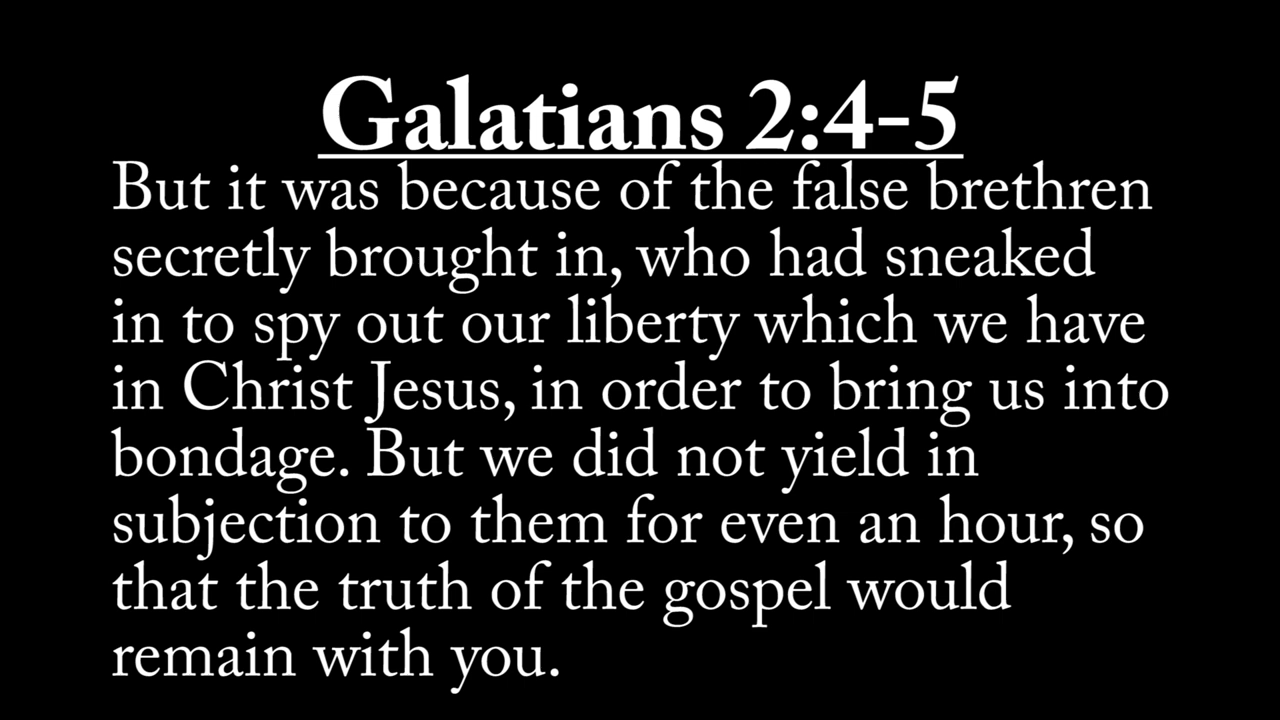 Galatians 2:4-5
But it was because of the false brethren
secretly brought in, who had sneaked
in to spy out our liberty which we have
in Christ Jesus, in order to bring us into
bondage. But we did not yield in
subjection to them for even an hour, so
that the truth of the gospel would
remain with you.